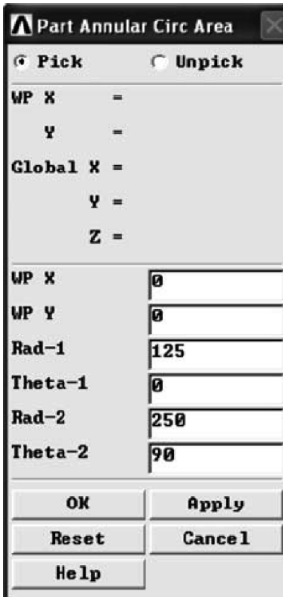 Part Annular Circ Area
Pick Unpick
WP X =
Y =
Global X =
Y =
Z =
WP X 0
WP Y 0
Rad-1 125
Theta-1 0
Rad-2 250
Theta-2 90
OK Apply
Reset Cancel
Help